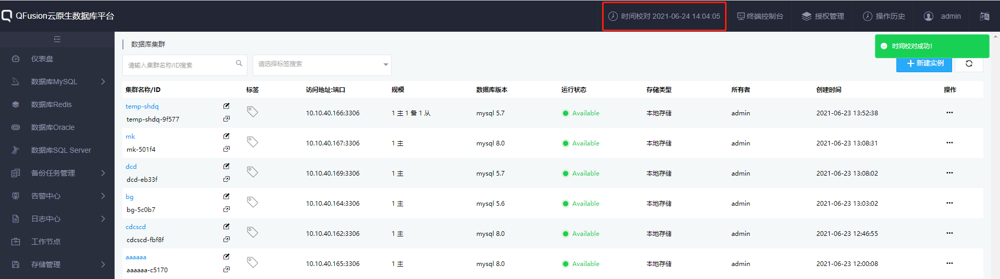 QFusion云原生数据库平台
时间校对 2021-06-24 14:04:05
终端控制台
授权管理
操作历史
admin
仪表盘
数据库MySQL
数据库Redis
数据库Oracle
数据库SQL Server
备份任务管理
告警中心
日志中心
工作节点
存储管理
数据库集群
时间校对成功!
请输入集群名称/ID搜索
请选择标签搜索
新建实例
集群名称/ID 标签 访问地址:端口 规模 数据库版本 运行状态 存储类型 所有者 创建时间 操作
temp-shdq
temp-shdq-9f577
10.10.40.166:3306 1 主 1 备 1 从 mysql 5.7 Available 本地存储 admin 2021-06-23 13:52:38
mk
mk-501f4
10.10.40.167:3306 1 主 mysql 8.0 Available 本地存储 admin 2021-06-23 13:08:31
dcd
dcd-eb33f
10.10.40.169:3306 1 主 mysql 5.7 Available 本地存储 admin 2021-06-23 13:08:02
bg
bg-5c0b7
10.10.40.164:3306 1 主 mysql 5.6 Available 本地存储 admin 2021-06-23 13:03:02
cdcscd
cdcscd-fbf8f
10.10.40.162:3306 1 主 mysql 8.0 Available 本地存储 admin 2021-06-23 12:46:55
aaaaaa
aaaaaa-c5170
10.10.40.165:3306 1 主 mysql 8.0 Available 本地存储 admin 2021-06-23 12:00:08